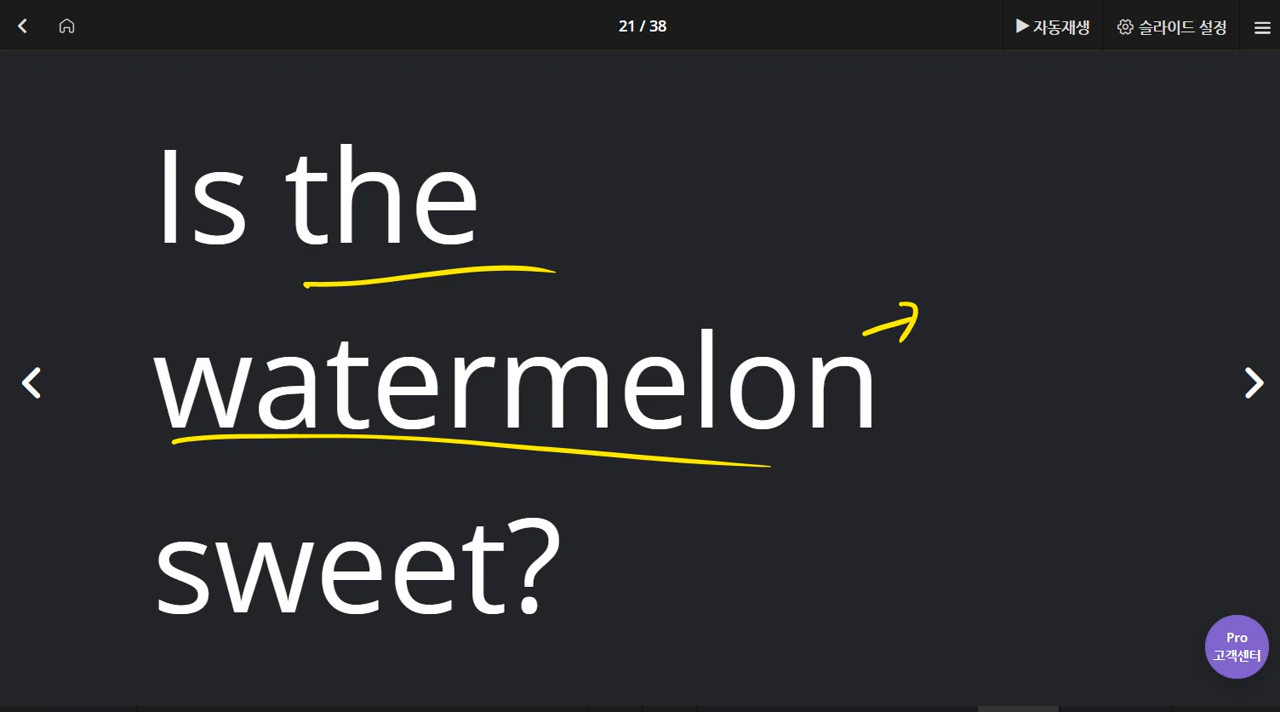 21 / 38
자동재생
슬라이드 설정
Is the
watermelon
sweet?
Pro
고객센터